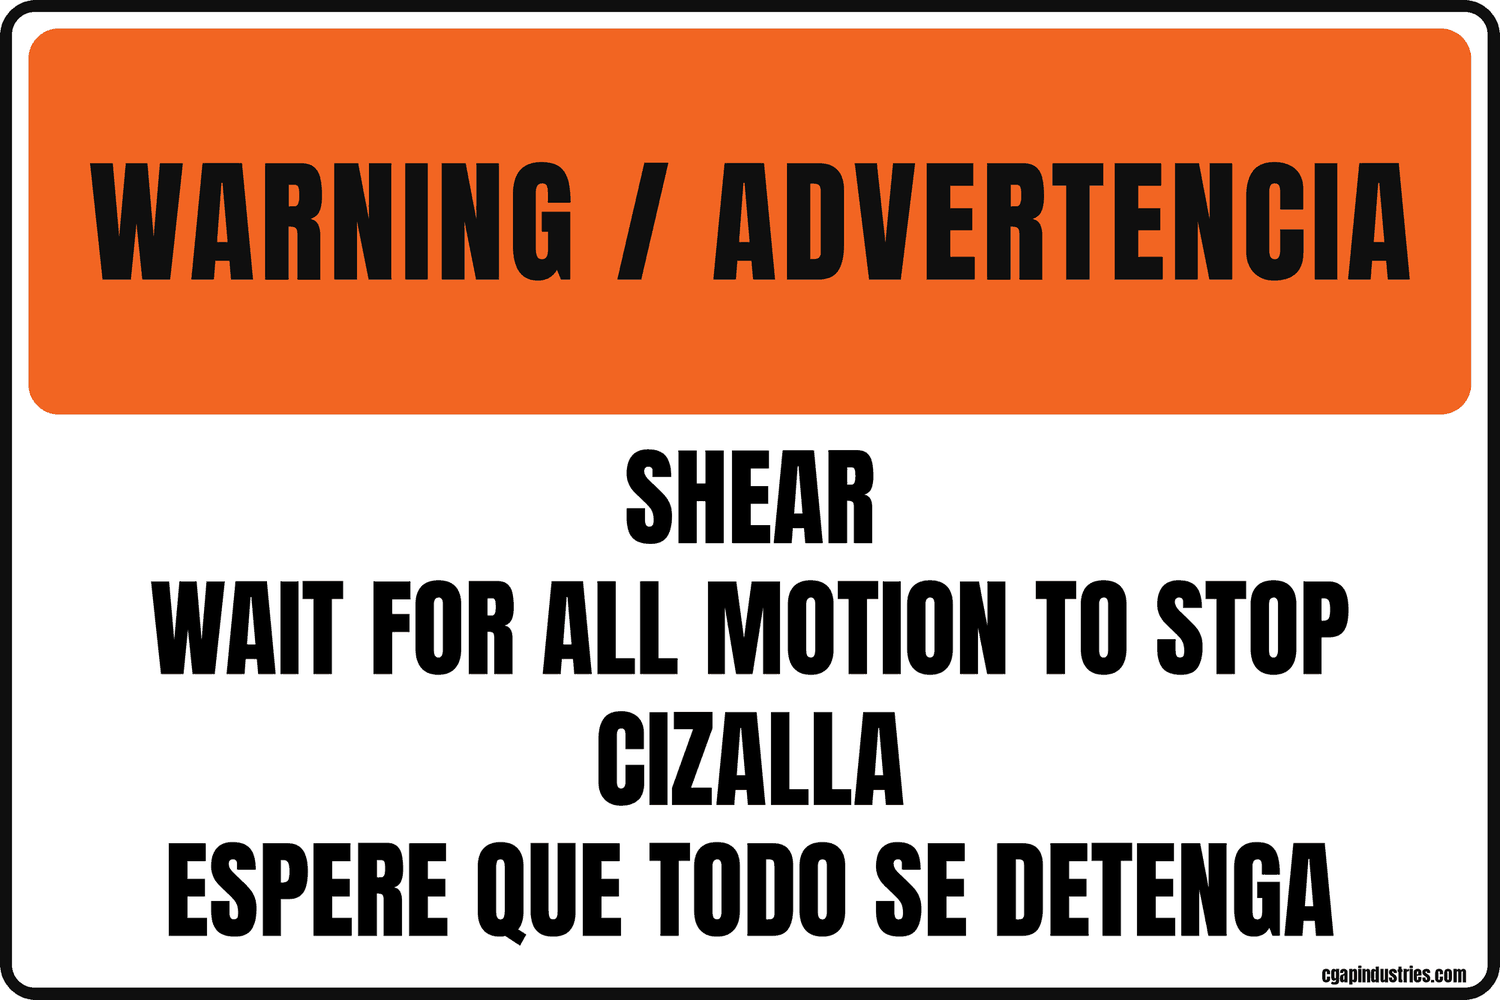 WARNING / ADVERTENCIA
SHEAR
WAIT FOR ALL MOTION TO STOP
CIZALLA
ESPERE QUE TODO SE DETENGA
cgapindustries.com